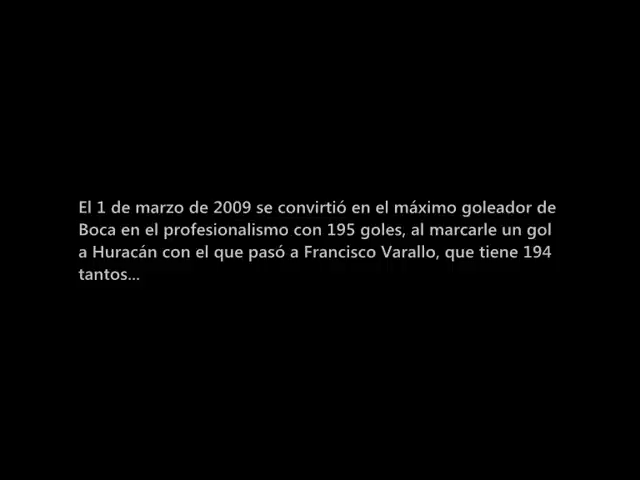 El 1 de marzo de 2009 se convirtió en el máximo goleador de
Boca en el profesionalismo con 195 goles, al marcarle un gol
a Huracán con el que pasó a Francisco Varallo, que tiene 194
tantos...